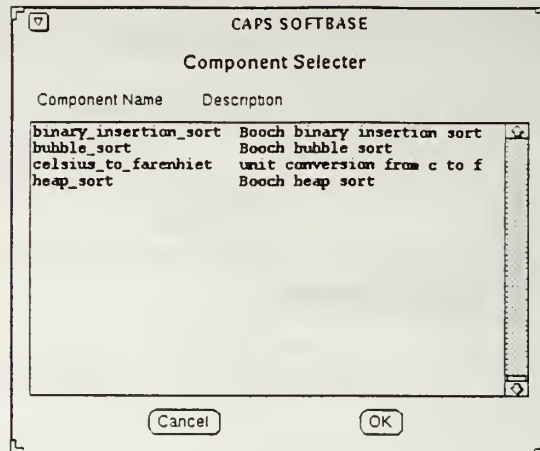 CAPS SOFTBASE
Component Selecter
Component Name Description
binary_insertion_sort Booch binary insertion sort
bubble_sort Booch bubble sort
celsius_to_farenhiet unit conversion from c to f
heap_sort Booch heap sort
Cancel OK